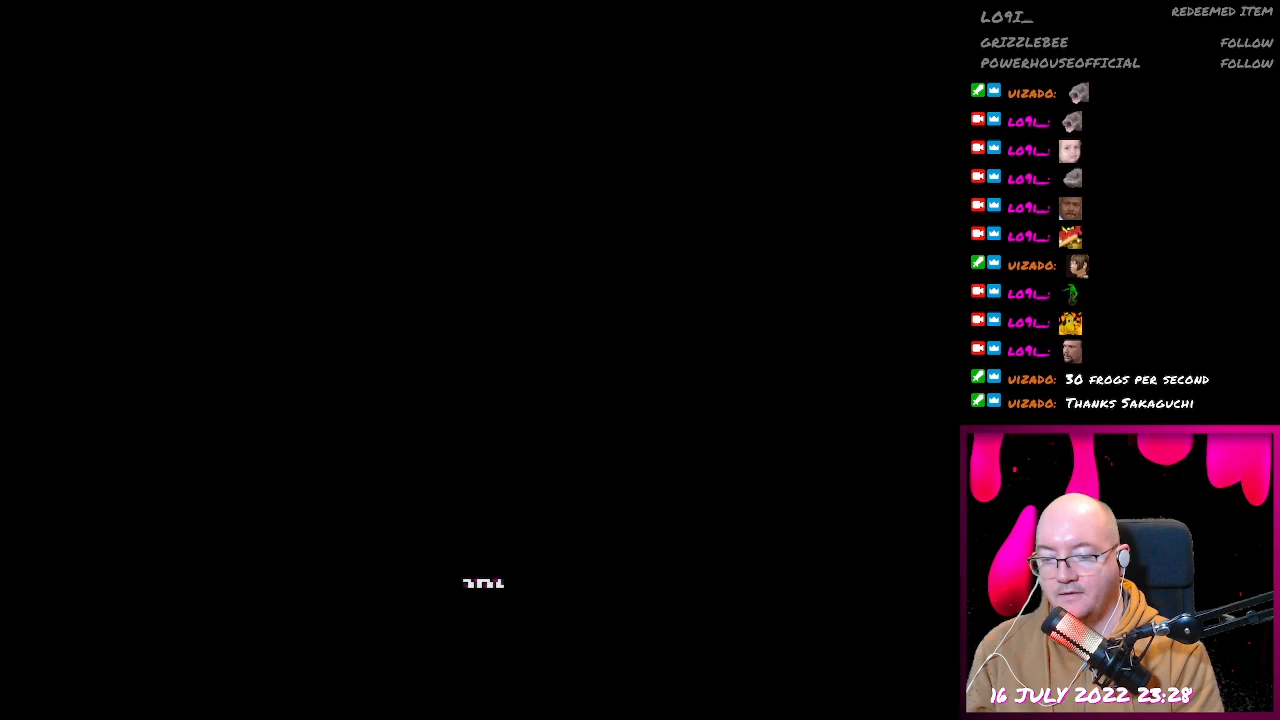 LO9I_ REDEEMED ITEM
GRIZZLEBEE FOLLOW
POWERHOUSEOFFICIAL FOLLOW
VIZADO:
LO9I_:
LO9I_:
LO9I_:
LO9I_:
LO9I_:
VIZADO:
LO9I_:
LO9I_:
LO9I_:
VIZADO: 30 FROGS PER SECOND
VIZADO: THANKS SAKAGUCHI
16 JULY 2022 23:28